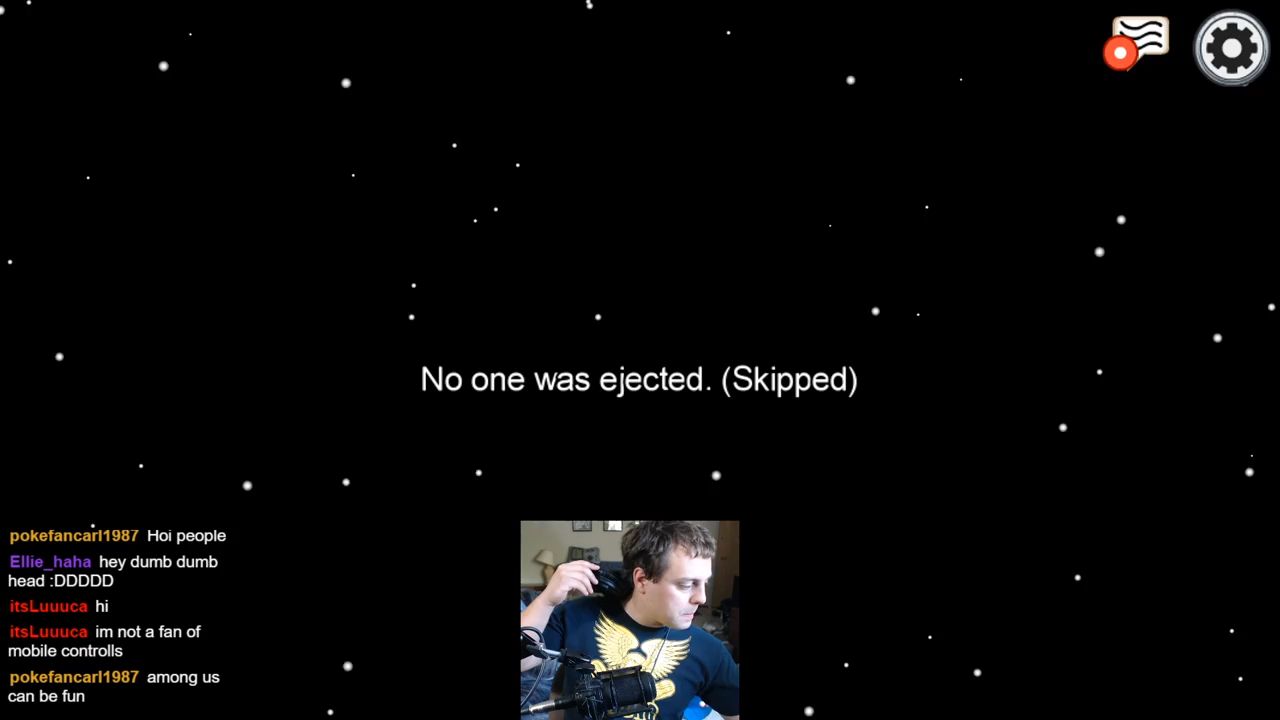 No one was ejected. (Skipped)
pokefancarl1987 Hoi people
Ellie_haha hey dumb dumb
head :DDDDD
itsLuuuca hi
itsLuuuca im not a fan of
mobile controlls
pokefancarl1987 among us
can be fun